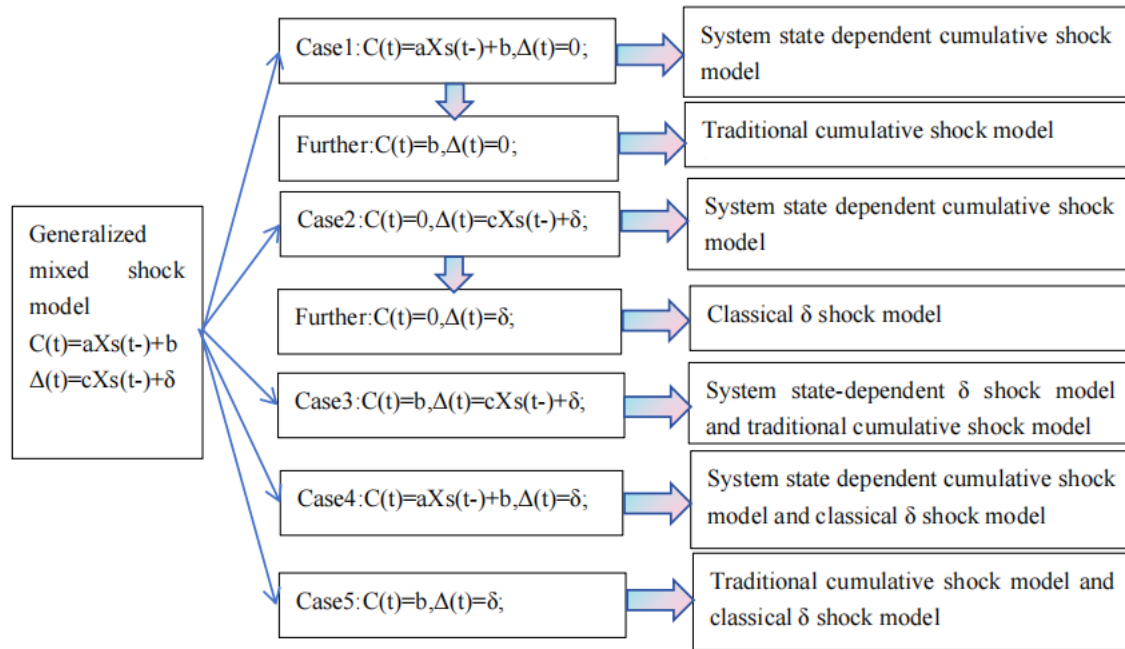 Generalized
mixed shock
model
C(t)=aXs(t-)+b
Δ(t)=cXs(t-)+δ
Case1:C(t)=aXs(t-)+b,Δ(t)=0;
System state dependent cumulative shock
model
Further:C(t)=b,Δ(t)=0;
Traditional cumulative shock model
Case2:C(t)=0,Δ(t)=cXs(t-)+δ;
System state dependent cumulative shock
model
Further:C(t)=0,Δ(t)=δ;
Classical δ shock model
Case3:C(t)=b,Δ(t)=cXs(t-)+δ;
System state-dependent δ shock model
and traditional cumulative shock model
Case4:C(t)=aXs(t-)+b,Δ(t)=δ;
System state dependent cumulative shock
model and classical δ shock model
Case5:C(t)=b,Δ(t)=δ;
Traditional cumulative shock model and
classical δ shock model